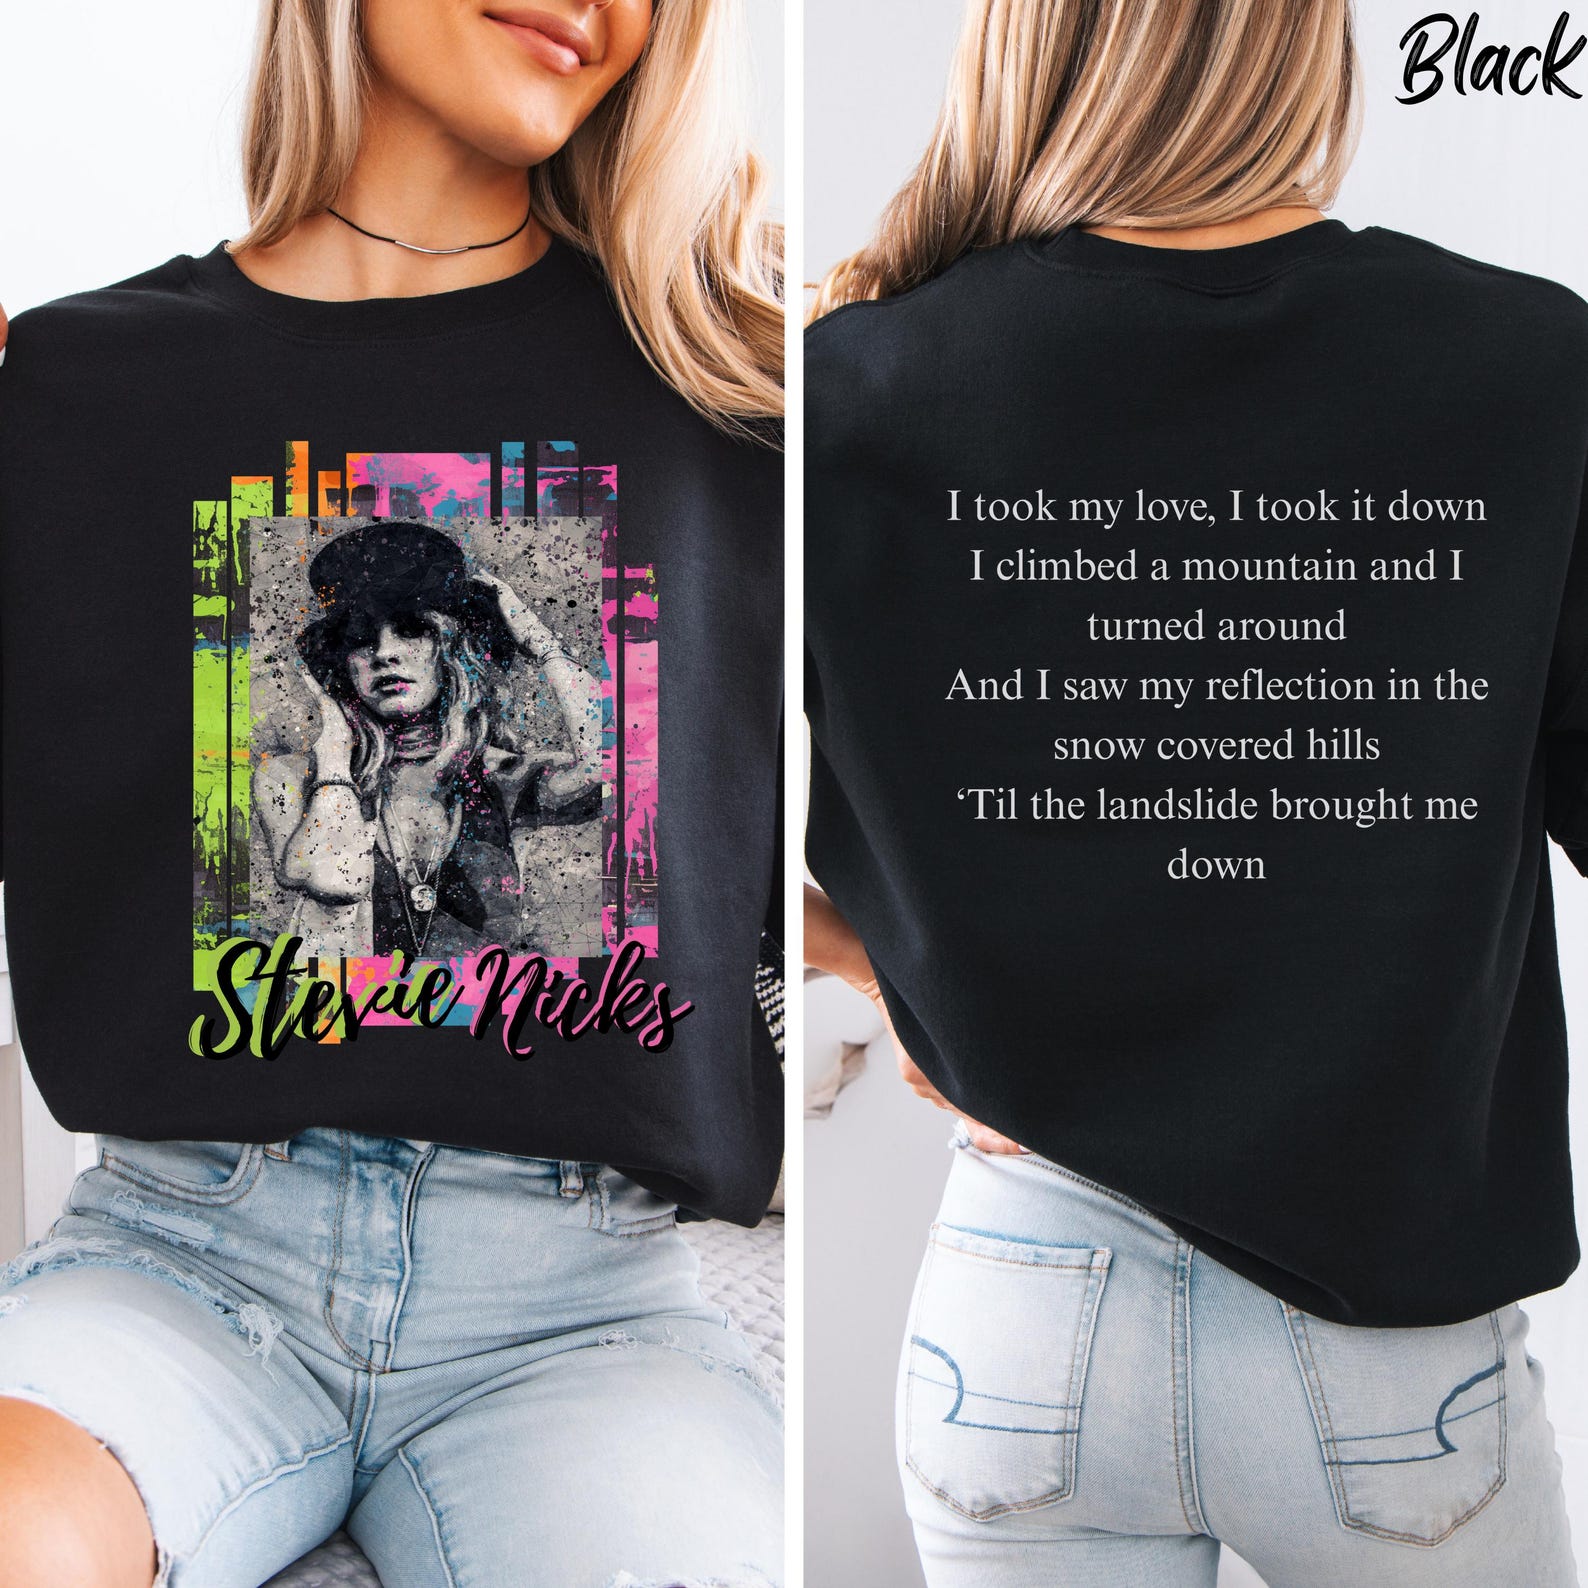 Black
Stevie Nicks
I took my love, I took it down
I climbed a mountain and I
turned around
And I saw my reflection in the
snow covered hills
‘Til the landslide brought me
down